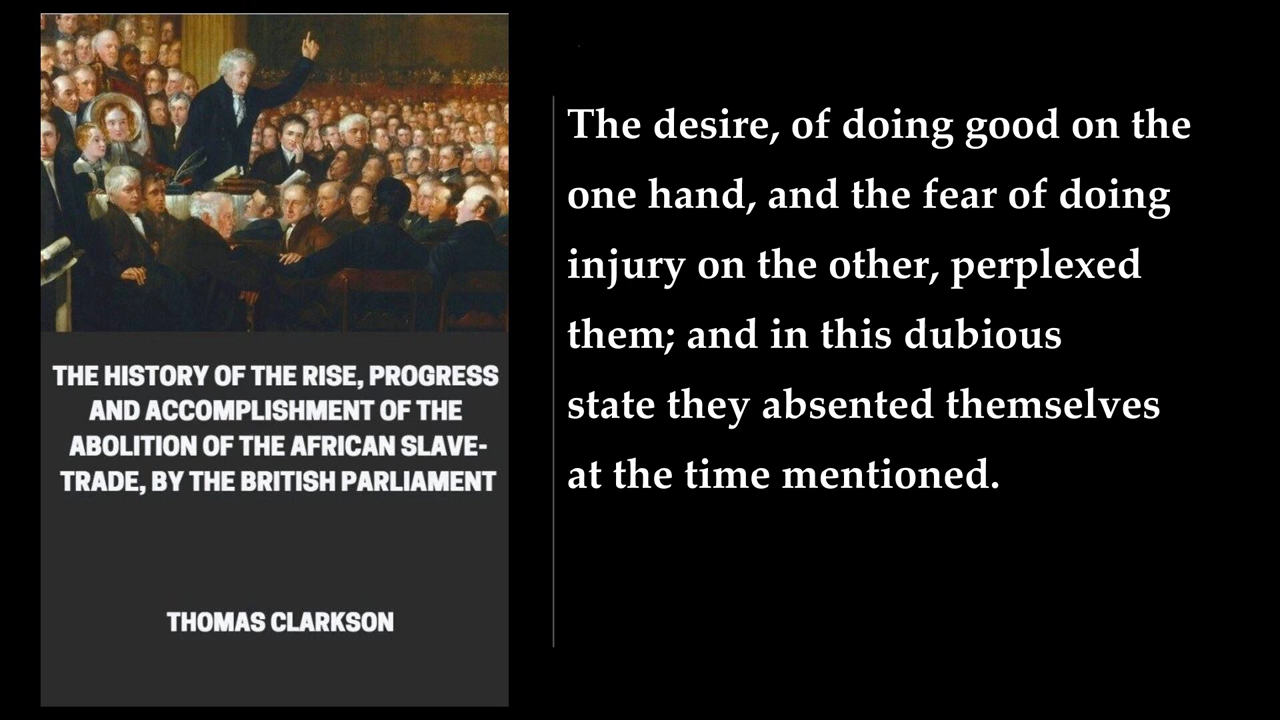 THE HISTORY OF THE RISE, PROGRESS
AND ACCOMPLISHMENT OF THE
ABOLITION OF THE AFRICAN SLAVE-
TRADE, BY THE BRITISH PARLIAMENT
THOMAS CLARKSON
The desire, of doing good on the
one hand, and the fear of doing
injury on the other, perplexed
them; and in this dubious
state they absented themselves
at the time mentioned.